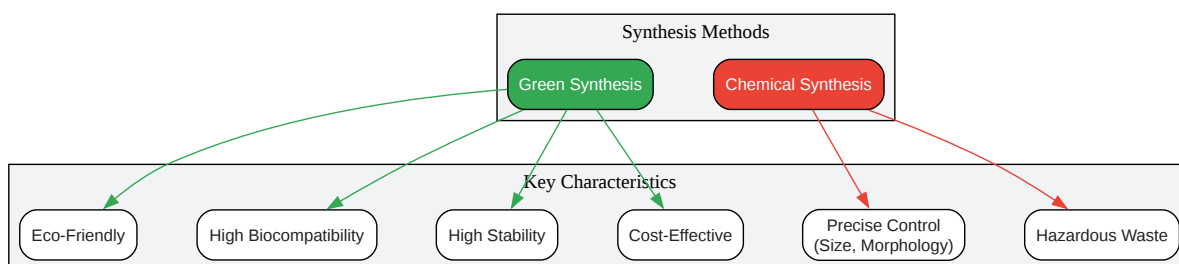 Synthesis Methods
Green Synthesis
Chemical Synthesis
Key Characteristics
Eco-Friendly
High Biocompatibility
High Stability
Cost-Effective
Precise Control
(Size, Morphology)
Hazardous Waste